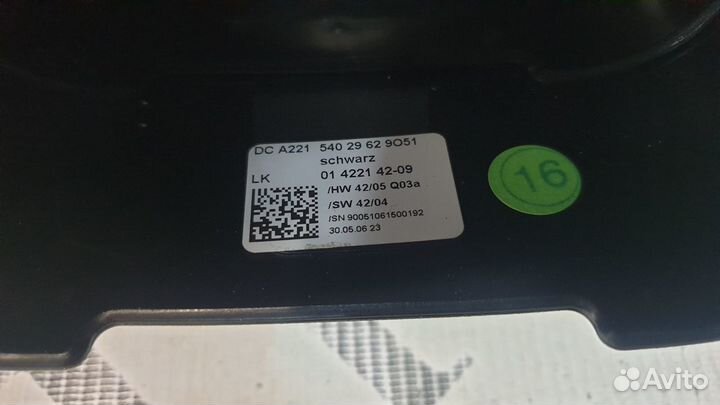 DC A221 540 29 62 9O51
schwarz
LK 01 4221 42-09
/HW 42/05 Q03a
/SW 42/04
/SN 90051061500192
30.05.06 23
16
Avito